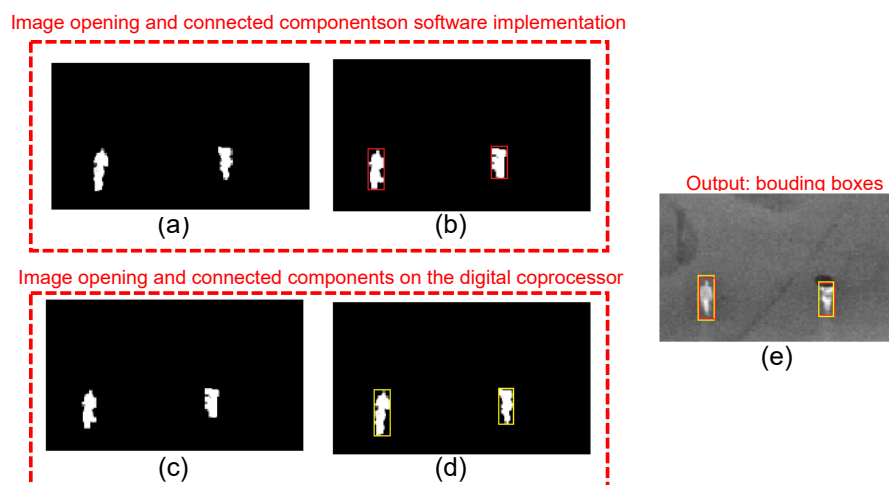 Image opening and connected componentson software implementation
(a)
(b)
Output: bouding boxes
Image opening and connected components on the digital coprocessor
(e)
(c)
(d)